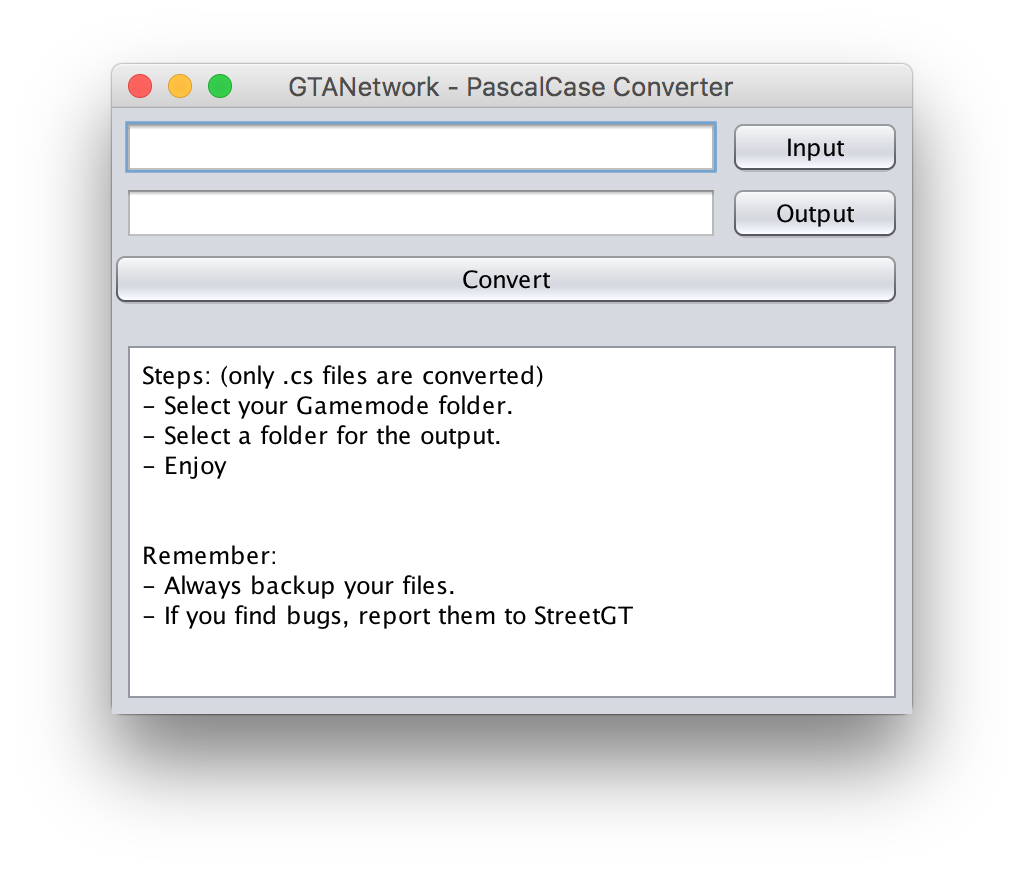 GTANetwork - PascalCase Converter
Input
Output
Convert
Steps: (only .cs files are converted)
- Select your Gamemode folder.
- Select a folder for the output.
- Enjoy
Remember:
- Always backup your files.
- If you find bugs, report them to StreetGT